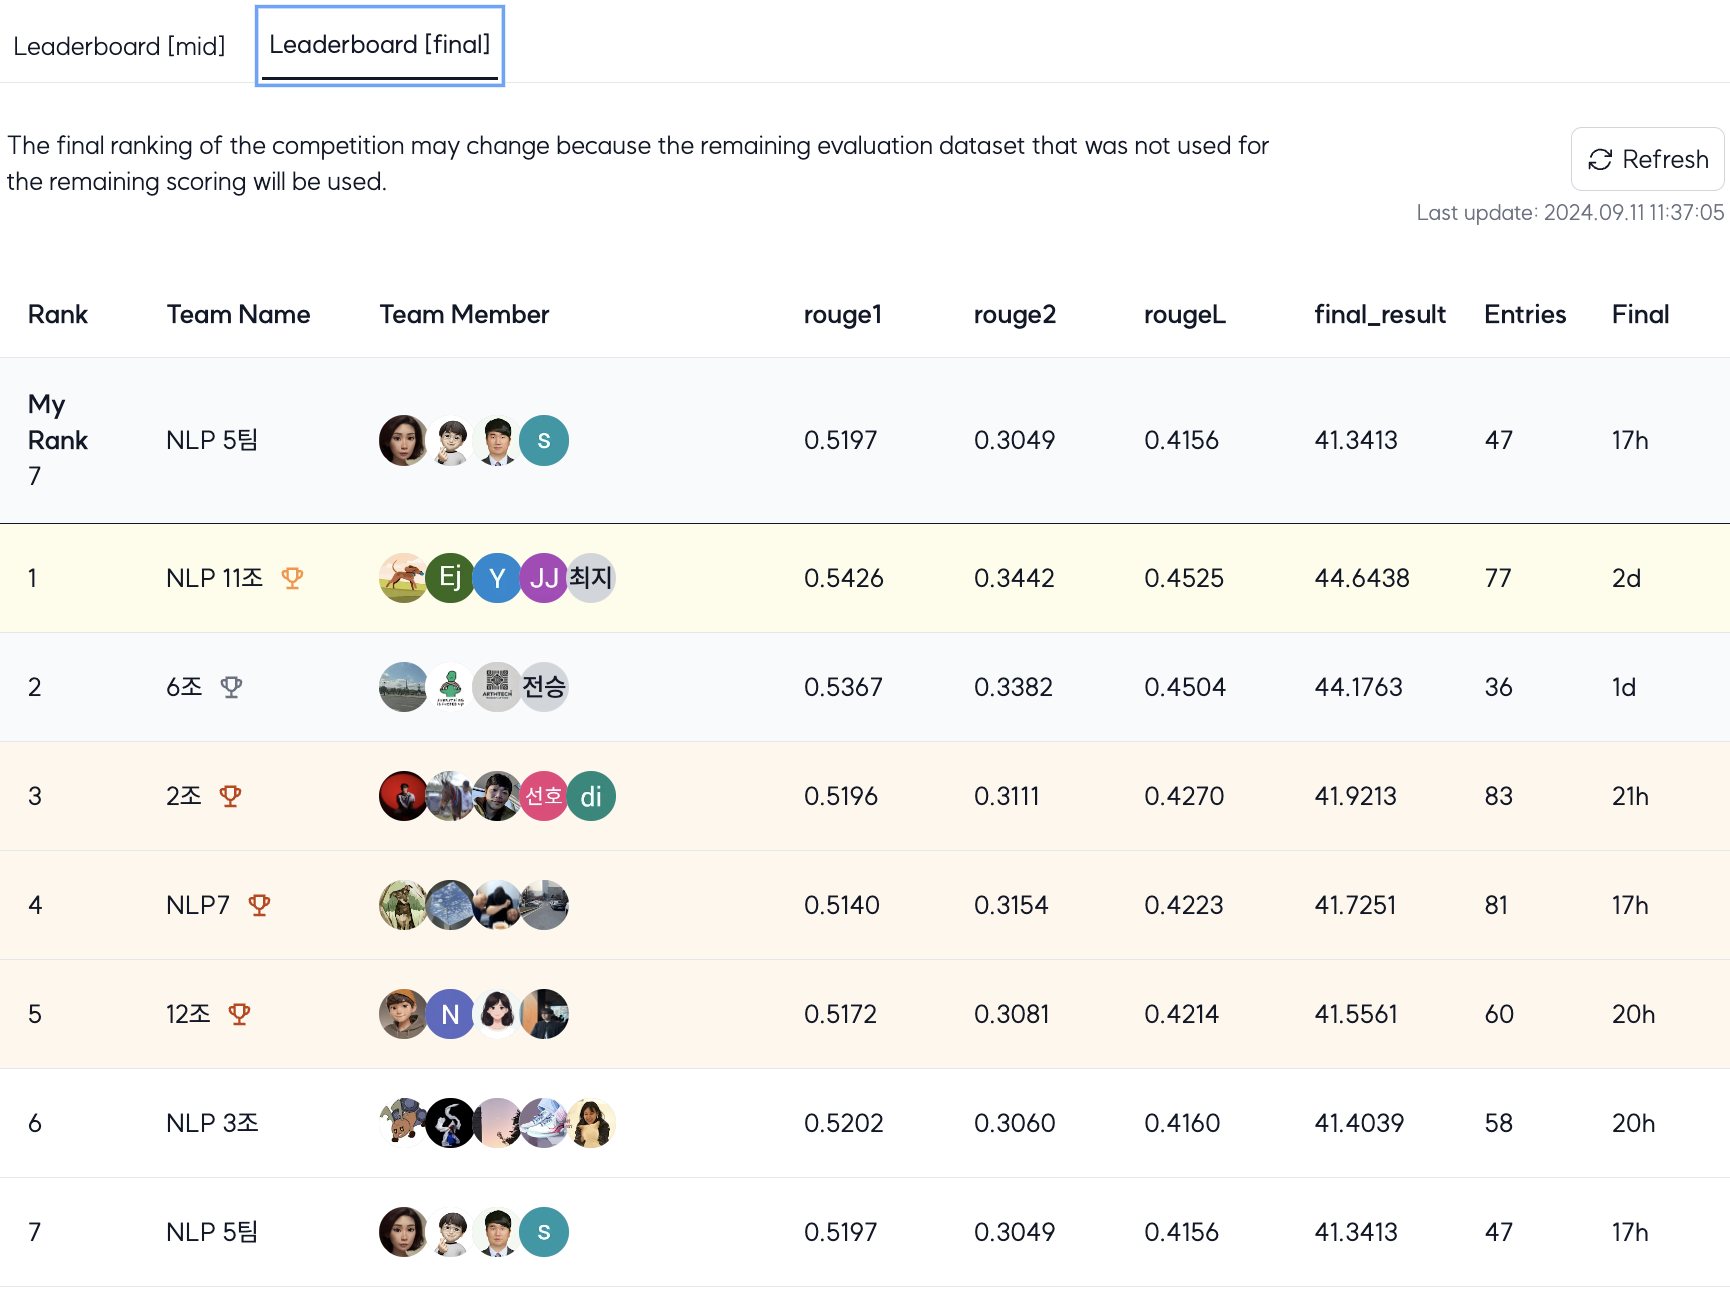 Leaderboard [mid] Leaderboard [final]
The final ranking of the competition may change because the remaining evaluation dataset that was not used for
the remaining scoring will be used.
Refresh
Last update: 2024.09.11 11:37:05
Rank Team Name Team Member rouge1 rouge2 rougeL final_result Entries Final
My
Rank
7
NLP 5팀 S 0.5197 0.3049 0.4156 41.3413 47 17h
1 NLP 11조 Ej Y JJ 최지 0.5426 0.3442 0.4525 44.6438 77 2d
2 6조 전승 0.5367 0.3382 0.4504 44.1763 36 1d
3 2조 선호 di 0.5196 0.3111 0.4270 41.9213 83 21h
4 NLP7 0.5140 0.3154 0.4223 41.7251 81 17h
5 12조 N 0.5172 0.3081 0.4214 41.5561 60 20h
6 NLP 3조 0.5202 0.3060 0.4160 41.4039 58 20h
7 NLP 5팀 S 0.5197 0.3049 0.4156 41.3413 47 17h